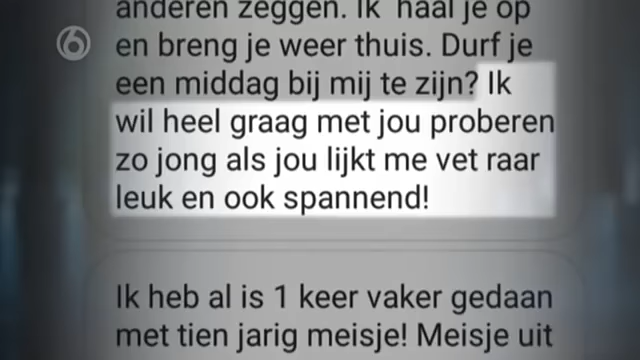 anderen zeggen. Ik haal je op
6 en breng je weer thuis. Durf je
een middag bij mij te zijn? Ik
wil heel graag met jou proberen
zo jong als jou lijkt me vet raar
leuk en ook spannend!
Ik heb al is 1 keer vaker gedaan
met tien jarig meisje! Meisje uit